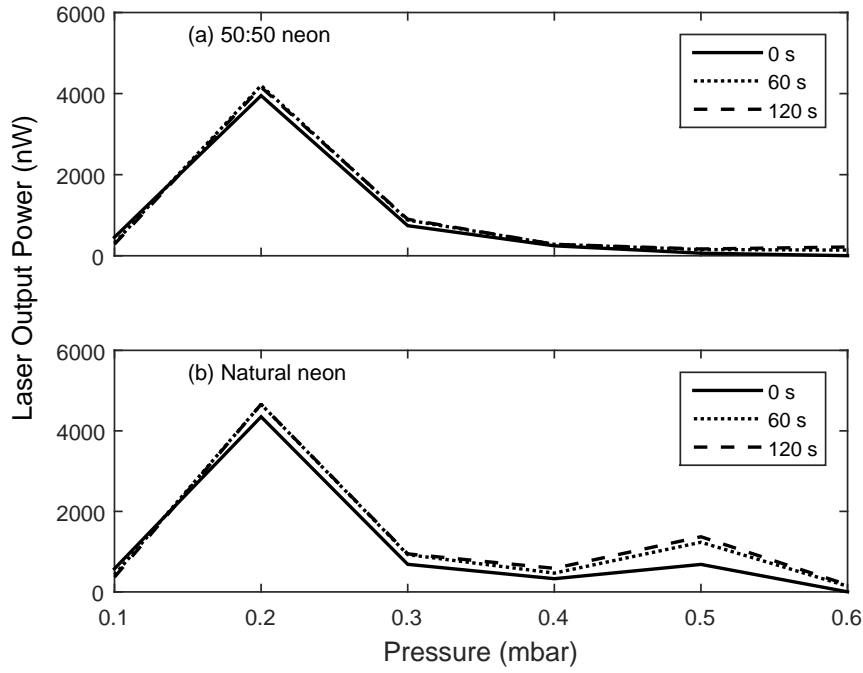 Laser Output Power (nW)
(a) 50:50 neon
0 s
60 s
120 s
6000
4000
2000
0
(b) Natural neon
0 s
60 s
120 s
6000
4000
2000
0
0.1 0.2 0.3 0.4 0.5 0.6
Pressure (mbar)